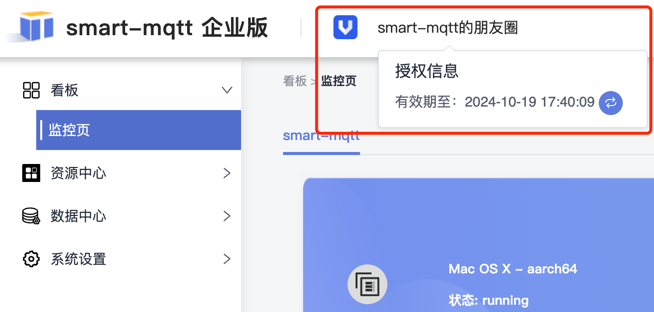 smart-mqtt 企业版
smart-mqtt的朋友圈
授权信息
有效期至：2024-10-19 17:40:09
看板
监控页
资源中心
数据中心
系统设置
看板 > 监控页
smart-mqtt
Mac OS X - aarch64
状态: running